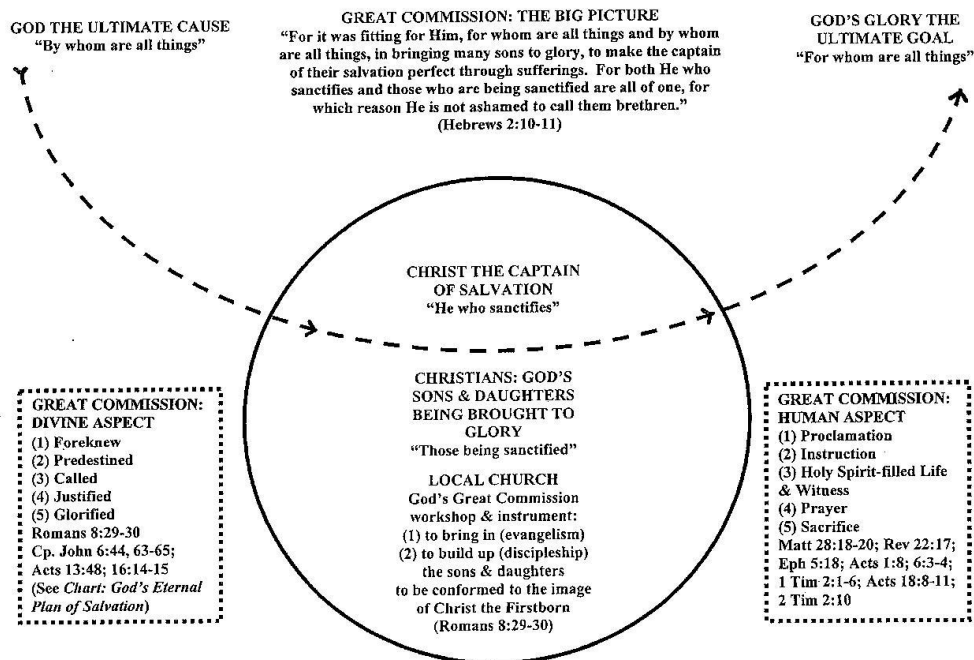 GOD THE ULTIMATE CAUSE
“By whom are all things”
GREAT COMMISSION: THE BIG PICTURE
“For it was fitting for Him, for whom are all things and by whom
are all things, in bringing many sons to glory, to make the captain
of their salvation perfect through sufferings. For both He who
sanctifies and those who are being sanctified are all of one, for
which reason He is not ashamed to call them brethren.”
(Hebrews 2:10-11)
GOD’S GLORY THE
ULTIMATE GOAL
“For whom are all things”
CHRIST THE CAPTAIN
OF SALVATION
“He who sanctifies”
CHRISTIANS: GOD’S
SONS & DAUGHTERS
BEING BROUGHT TO
GLORY
“Those being sanctified”
LOCAL CHURCH
God’s Great Commission
workshop & instrument:
(1) to bring in (evangelism)
(2) to build up (discipleship)
the sons & daughters
to be conformed to the image
of Christ the Firstborn
(Romans 8:29-30)
GREAT COMMISSION:
DIVINE ASPECT
(1) Foreknew
(2) Predestined
(3) Called
(4) Justified
(5) Glorified
Romans 8:29-30
Cp. John 6:44, 63-65;
Acts 13:48; 16:14-15
(See Chart: God’s Eternal
Plan of Salvation)
GREAT COMMISSION:
HUMAN ASPECT
(1) Proclamation
(2) Instruction
(3) Holy Spirit-filled Life
& Witness
(4) Prayer
(5) Sacrifice
Matt 28:18-20; Rev 22:17;
Eph 5:18; Acts 1:8; 6:3-4;
1 Tim 2:1-6; Acts 18:8-11;
2 Tim 2:10